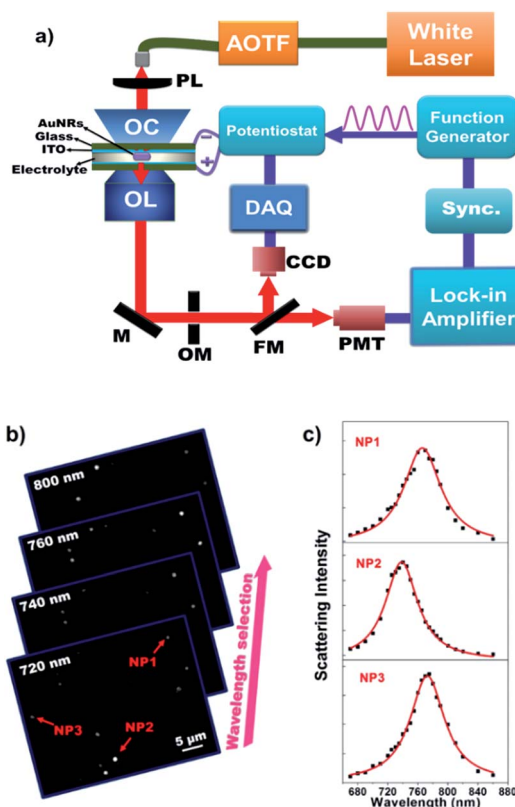 a)
AOTF
White
Laser
PL
OC
AuNRs
Glass
ITO
Electrolyte
OL
−
+
Potentiostat
Function
Generator
DAQ
Sync.
CCD
Lock-in
Amplifier
M
OM
FM
PMT
b)
800 nm
760 nm
740 nm
720 nm
NP1
NP3
NP2
5 µm
Wavelength selection
c)
NP1
NP2
NP3
Scattering Intensity
680 720 760 800 840 860
Wavelength (nm)